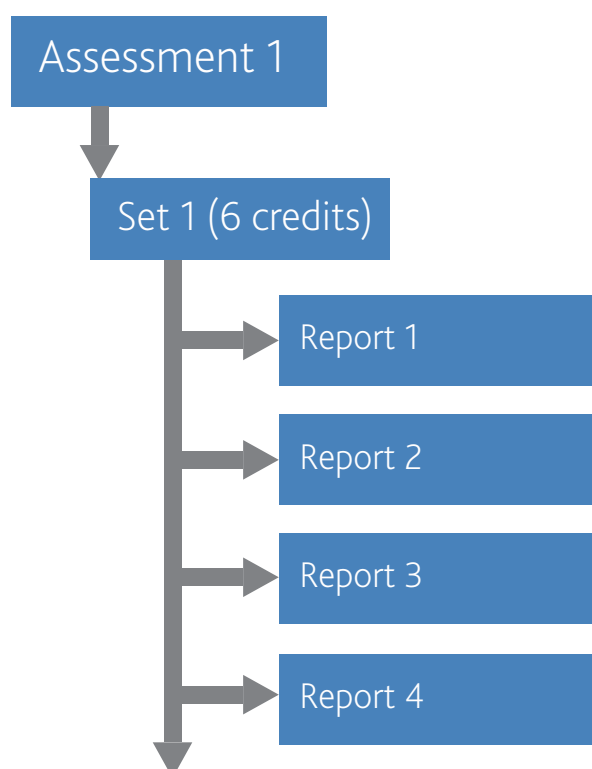 Assessment 1
Set 1 (6 credits)
Report 1
Report 2
Report 3
Report 4